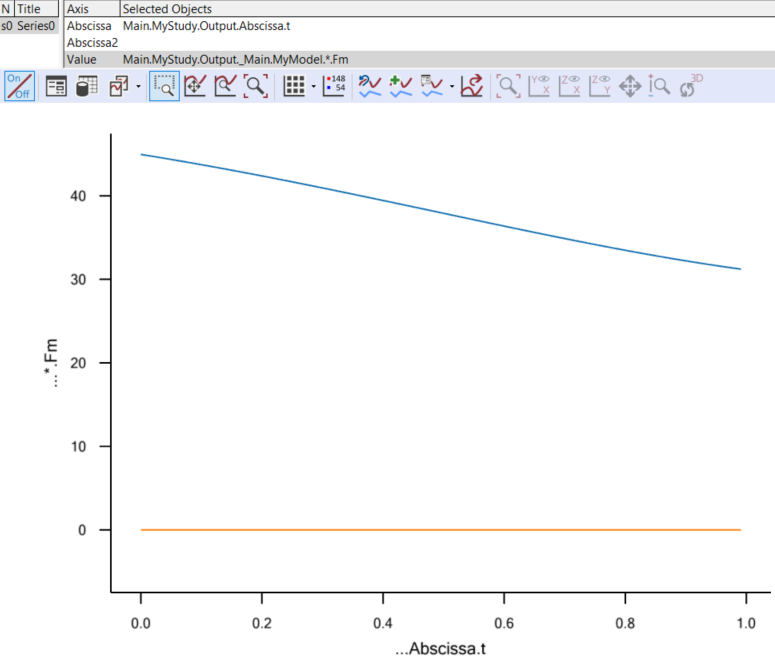 N Title Axis Selected Objects
s0 Series0 Abscissa Main.MyStudy.Output.Abscissa.t
Abscissa2
Value Main.MyStudy.Output._Main.MyModel.*.Fm
On
Off
148
54
Y X
Z X
Z Y
3D
40
30
20
10
0
...*.Fm
0.0 0.2 0.4 0.6 0.8 1.0
...Abscissa.t